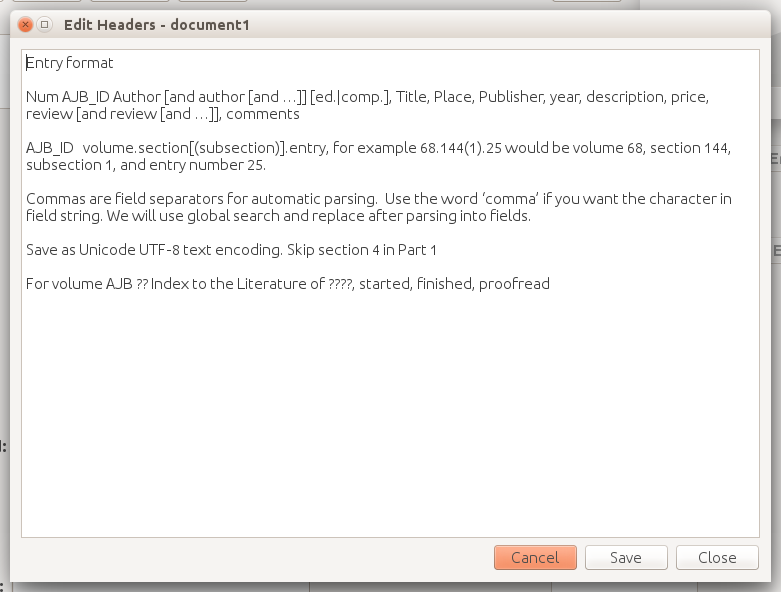 Edit Headers - document1
Entry format
Num AJB_ID Author [and author [and …]] [ed.|comp.], Title, Place, Publisher, year, description, price,
review [and review [and …]], comments
AJB_ID   volume.section[(subsection)].entry, for example 68.144(1).25 would be volume 68, section 144,
subsection 1, and entry number 25.
Commas are field separators for automatic parsing.  Use the word ‘comma’ if you want the character in
field string. We will use global search and replace after parsing into fields.
Save as Unicode UTF-8 text encoding. Skip section 4 in Part 1
For volume AJB ?? Index to the Literature of ????, started, finished, proofread
Cancel Save Close